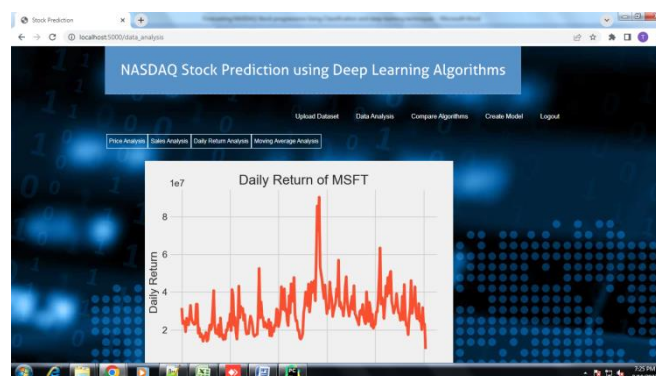 Stock Prediction
localhost:5000/data_analysis
NASDAQ Stock Prediction using Deep Learning Algorithms
Upload Dataset Data Analysis Compare Algorithms Create Model Logout
Price Analysis Sales Analysis Daily Return Analysis Moving Average Analysis
Daily Return of MSFT
1e7
8
6
4
2
Daily Return
7:25 PM